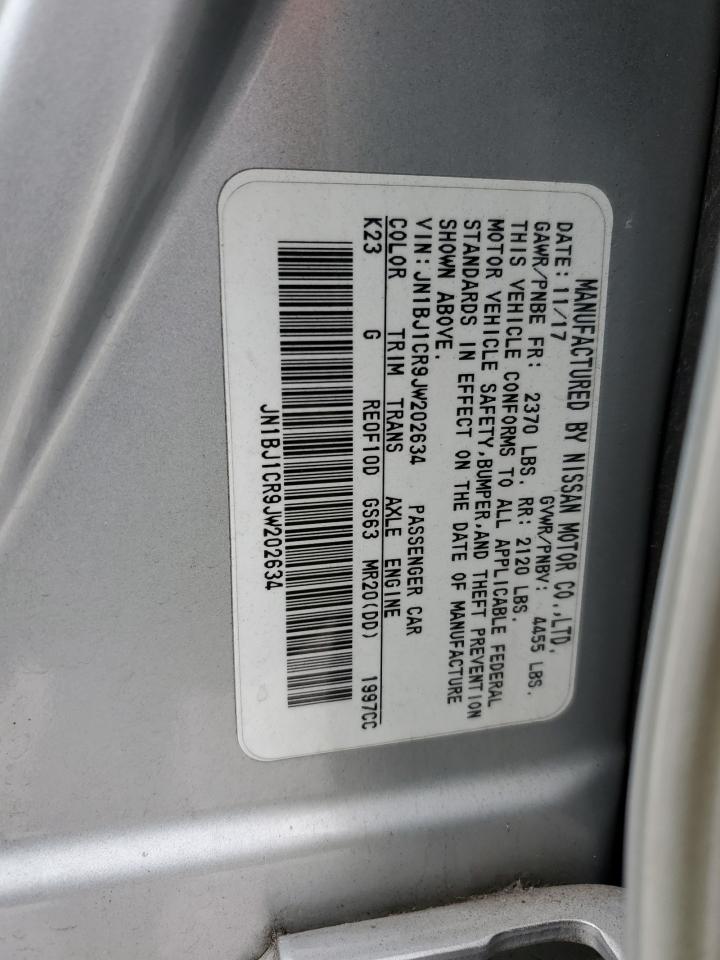 MANUFACTURED BY NISSAN MOTOR CO.,LTD.
DATE: 11/17 GVWR/PNBV: 4455 LBS.
GAWR/PNBE FR: 2370 LBS. RR: 2120 LBS.
THIS VEHICLE CONFORMS TO ALL APPLICABLE FEDERAL
MOTOR VEHICLE SAFETY,BUMPER,AND THEFT PREVENTION
STANDARDS IN EFFECT ON THE DATE OF MANUFACTURE
SHOWN ABOVE.
VIN:JN1BJ1CR9JW202634 PASSENGER CAR
COLOR TRIM TRANS AXLE ENGINE
K23 G RE0F10D GS63 MR20(DD) 1997CC
JN1BJ1CR9JW202634